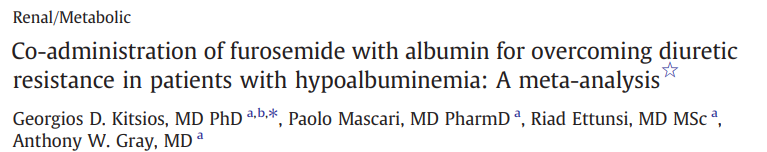 Renal/Metabolic
Co-administration of furosemide with albumin for overcoming diuretic
resistance in patients with hypoalbuminemia: A meta-analysis☆
Georgios D. Kitsios, MD PhD a,b,*, Paolo Mascari, MD PharmD a, Riad Ettunsi, MD MSc a,
Anthony W. Gray, MD a